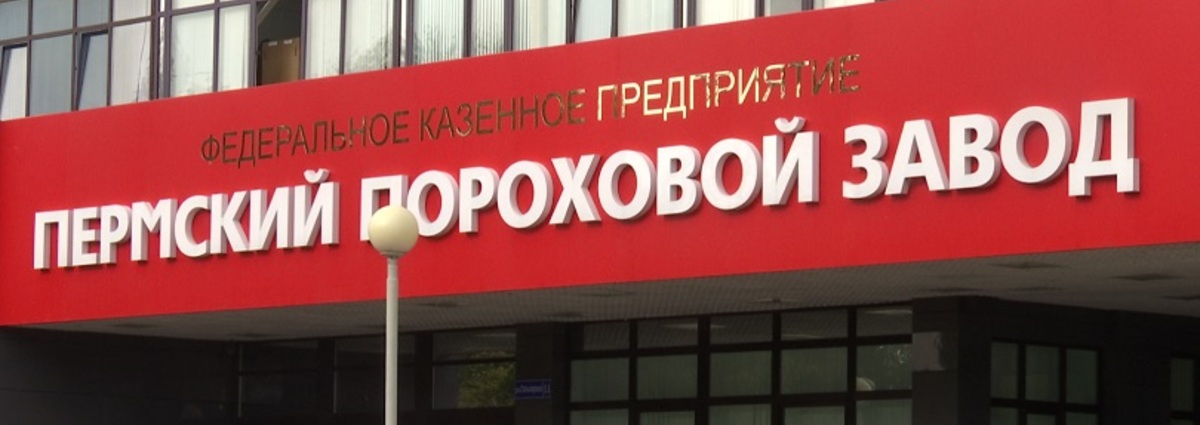 ФЕДЕРАЛЬНОЕ КАЗЕННОЕ ПРЕДПРИЯТИЕ
ПЕРМСКИЙ ПОРОХОВОЙ ЗАВОД